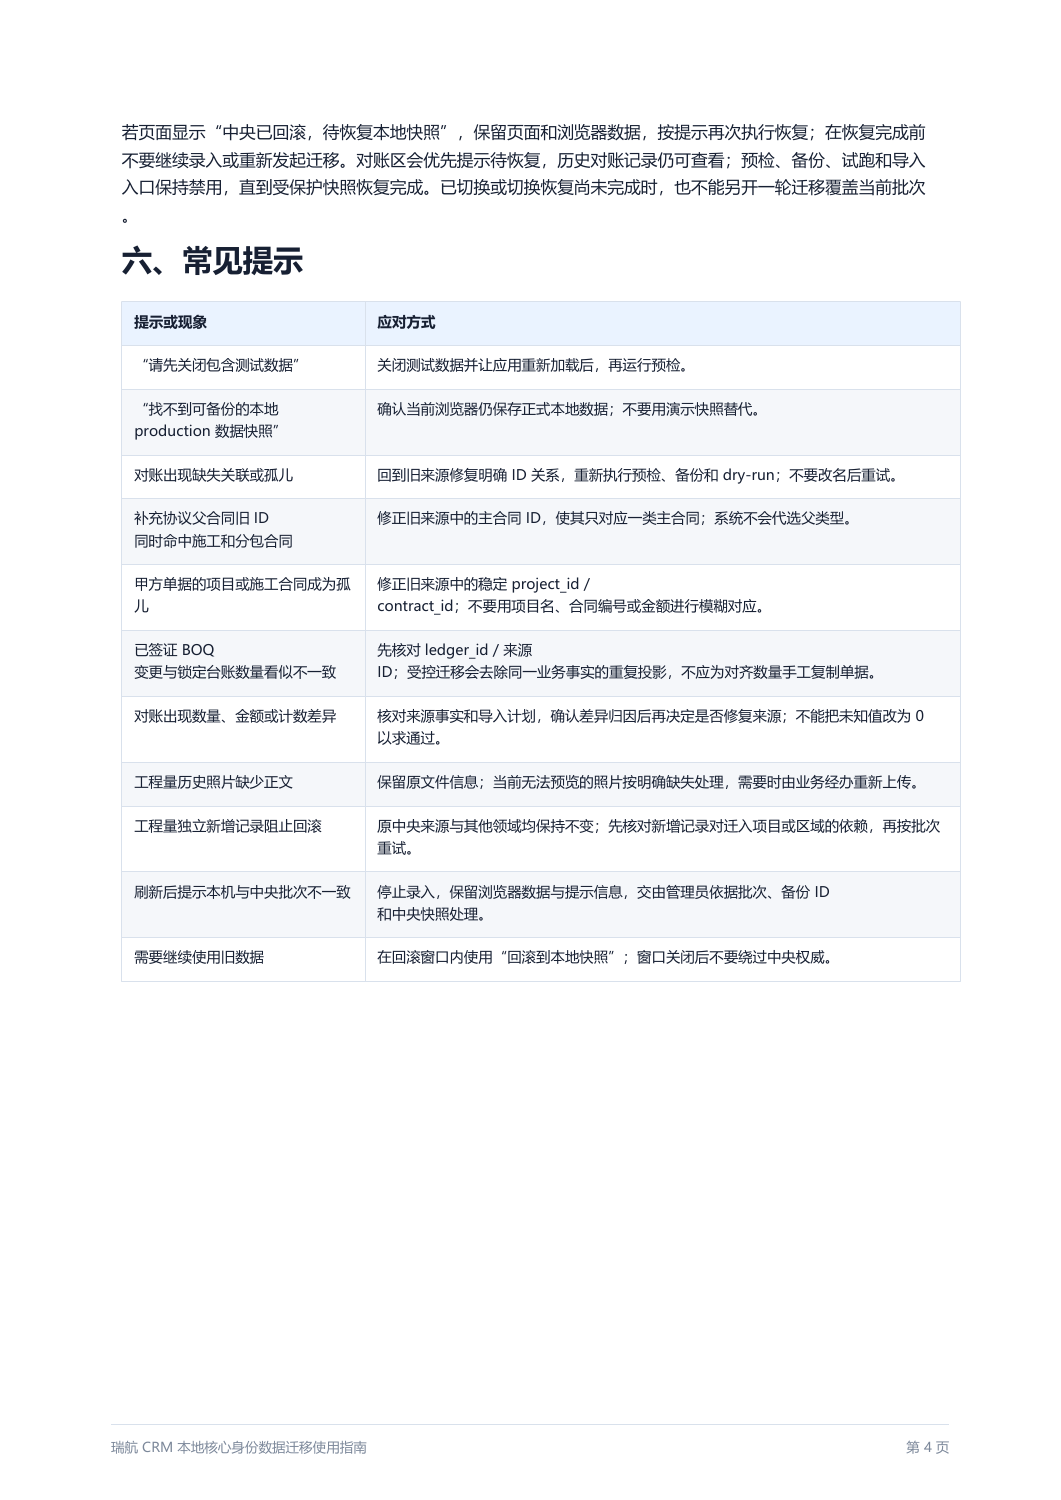 若页面显示“中央已回滚，待恢复本地快照”，保留页面和浏览器数据，按提示再次执行恢复；在恢复完成前
不要继续录入或重新发起迁移。对账区会优先提示待恢复，历史对账记录仍可查看；预检、备份、试跑和导入
入口保持禁用，直到受保护快照恢复完成。已切换或切换恢复尚未完成时，也不能另开一轮迁移覆盖当前批次
。
六、常见提示
提示或现象
应对方式
“请先关闭包含测试数据”
关闭测试数据并让应用重新加载后，再运行预检。
“找不到可备份的本地
production 数据快照”
确认当前浏览器仍保存正式本地数据；不要用演示快照替代。
对账出现缺失关联或孤儿
回到旧来源修复明确 ID 关系，重新执行预检、备份和 dry-run；不要改名后重试。
补充协议父合同旧 ID
同时命中施工和分包合同
修正旧来源中的主合同 ID，使其只对应一类主合同；系统不会代选父类型。
甲方单据的项目或施工合同成为孤
儿
修正旧来源中的稳定 project_id /
contract_id；不要用项目名、合同编号或金额进行模糊对应。
已签证 BOQ
变更与锁定台账数量看似不一致
先核对 ledger_id / 来源
ID；受控迁移会去除同一业务事实的重复投影，不应为对齐数量手工复制单据。
对账出现数量、金额或计数差异
核对来源事实和导入计划，确认差异归因后再决定是否修复来源；不能把未知值改为 0
以求通过。
工程量历史照片缺少正文
保留原文件信息；当前无法预览的照片按明确缺失处理，需要时由业务经办重新上传。
工程量独立新增记录阻止回滚
原中央来源与其他领域均保持不变；先核对新增记录对迁入项目或区域的依赖，再按批次
重试。
刷新后提示本机与中央批次不一致
停止录入，保留浏览器数据与提示信息，交由管理员依据批次、备份 ID
和中央快照处理。
需要继续使用旧数据
在回滚窗口内使用“回滚到本地快照”；窗口关闭后不要绕过中央权威。
瑞航 CRM 本地核心身份数据迁移使用指南
第 4 页